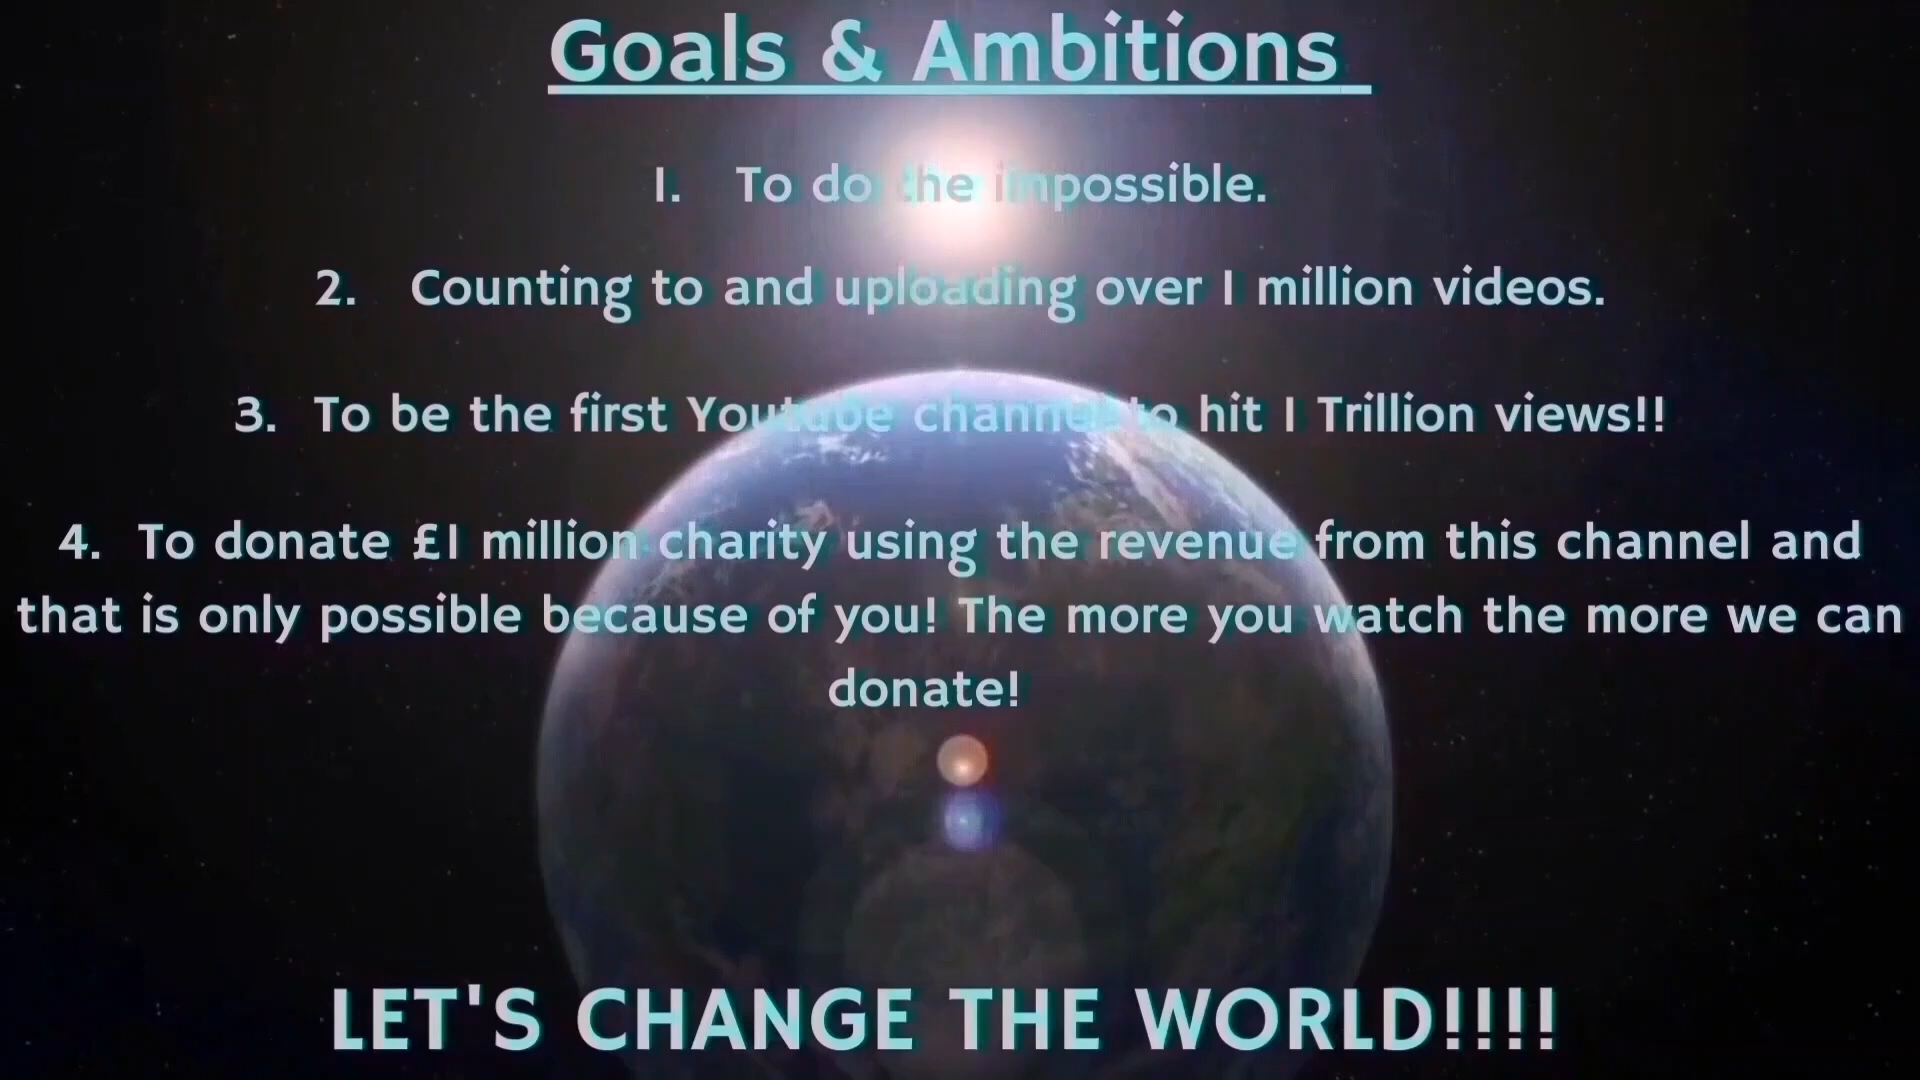 Goals & Ambitions
1. To do the impossible.
2. Counting to and uploading over 1 million videos.
3. To be the first Youtube channel to hit 1 Trillion views!!
4. To donate £1 million charity using the revenue from this channel and
that is only possible because of you! The more you watch the more we can
donate!
LET'S CHANGE THE WORLD!!!!